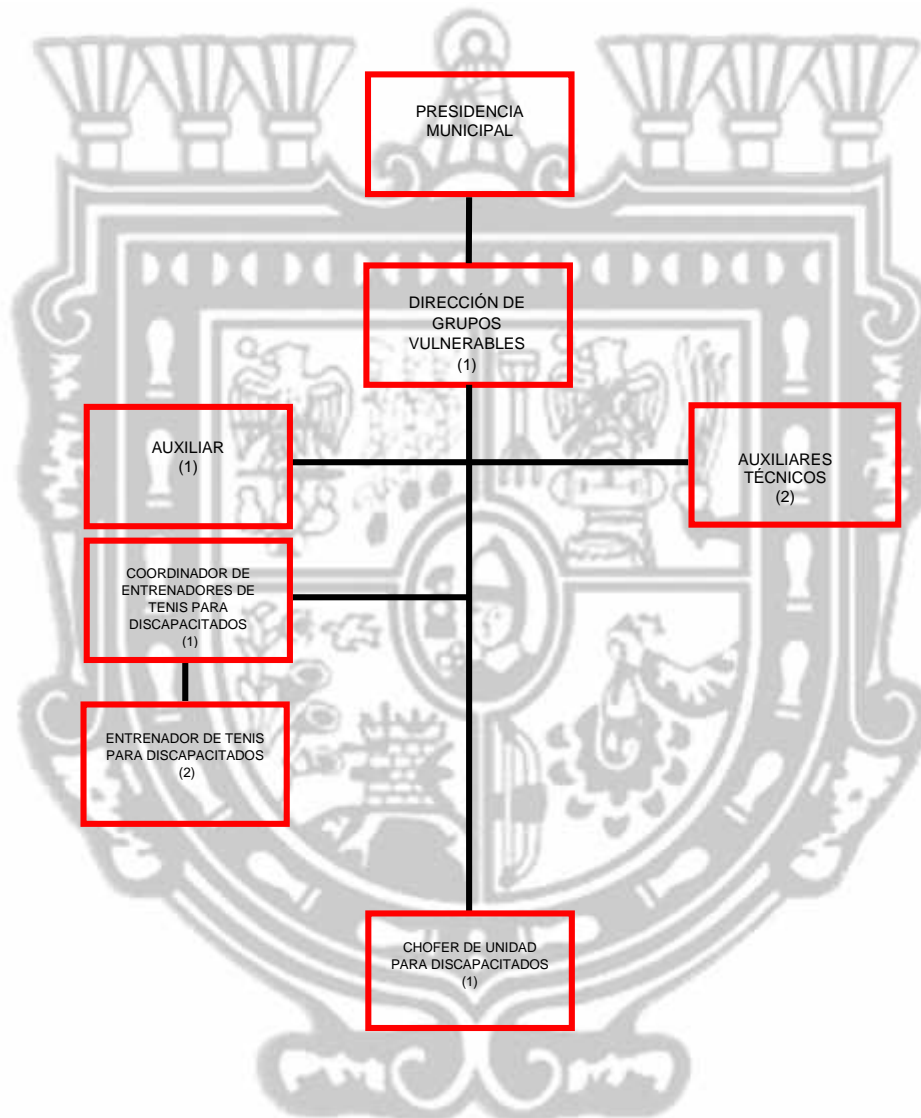 PRESIDENCIA
MUNICIPAL
DIRECCIÓN DE
GRUPOS
VULNERABLES
(1)
AUXILIAR
(1)
AUXILIARES
TÉCNICOS
(2)
COORDINADOR DE
ENTRENADORES DE
TENIS PARA
DISCAPACITADOS
(1)
ENTRENADOR DE TENIS
PARA DISCAPACITADOS
(2)
CHOFER DE UNIDAD
PARA DISCAPACITADOS
(1)